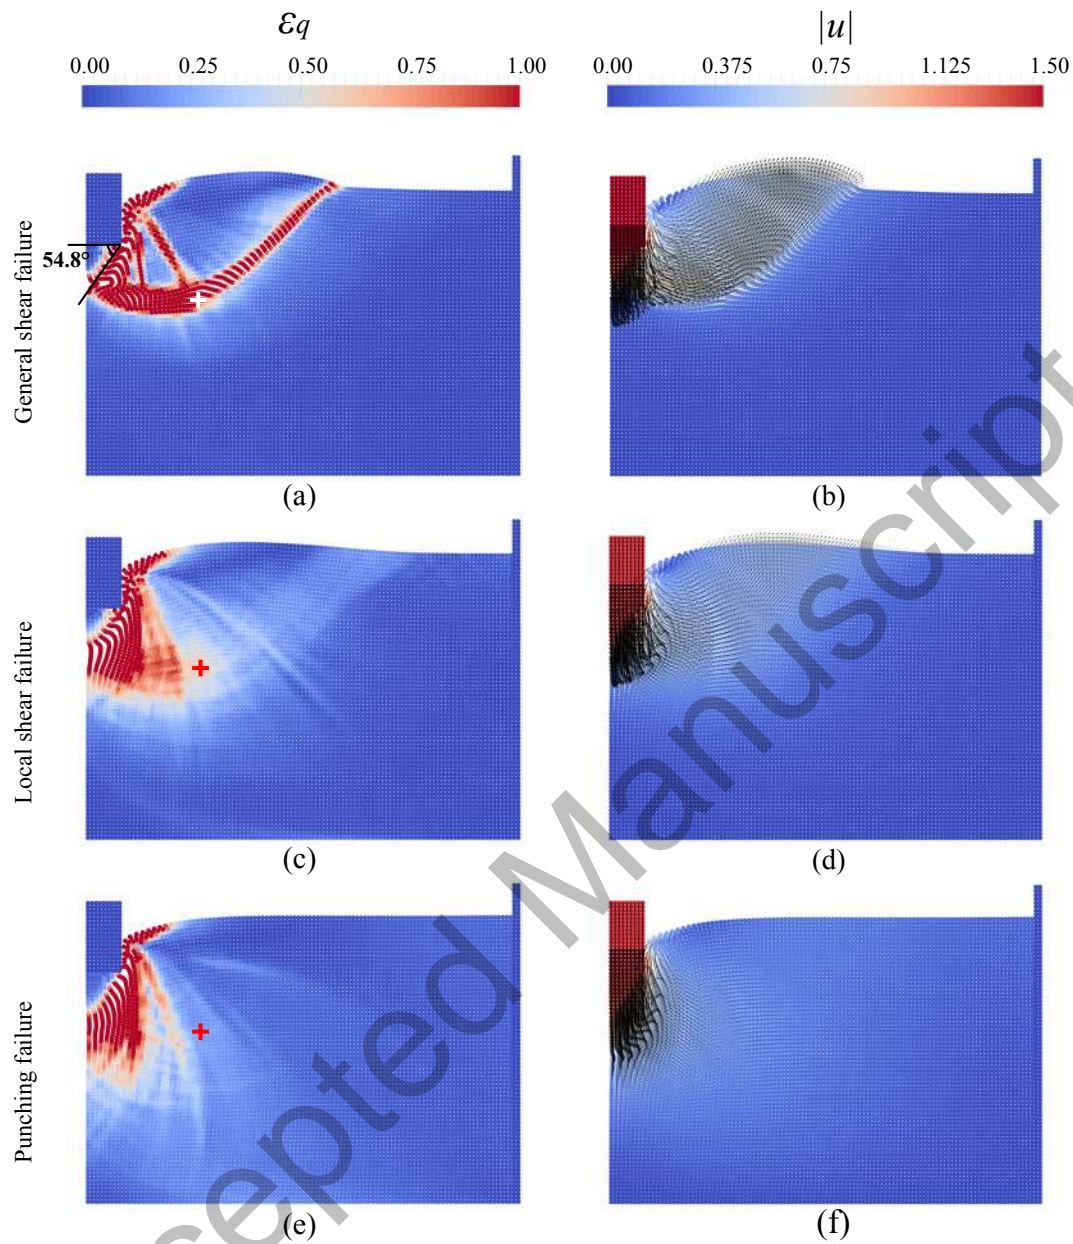 εq
|u|
0.00 0.25 0.50 0.75 1.00
0.00 0.375 0.75 1.125 1.50
General shear failure
54.8°
(a)
(b)
Local shear failure
(c)
(d)
Punching failure
(e)
(f)
cepted Manuscript